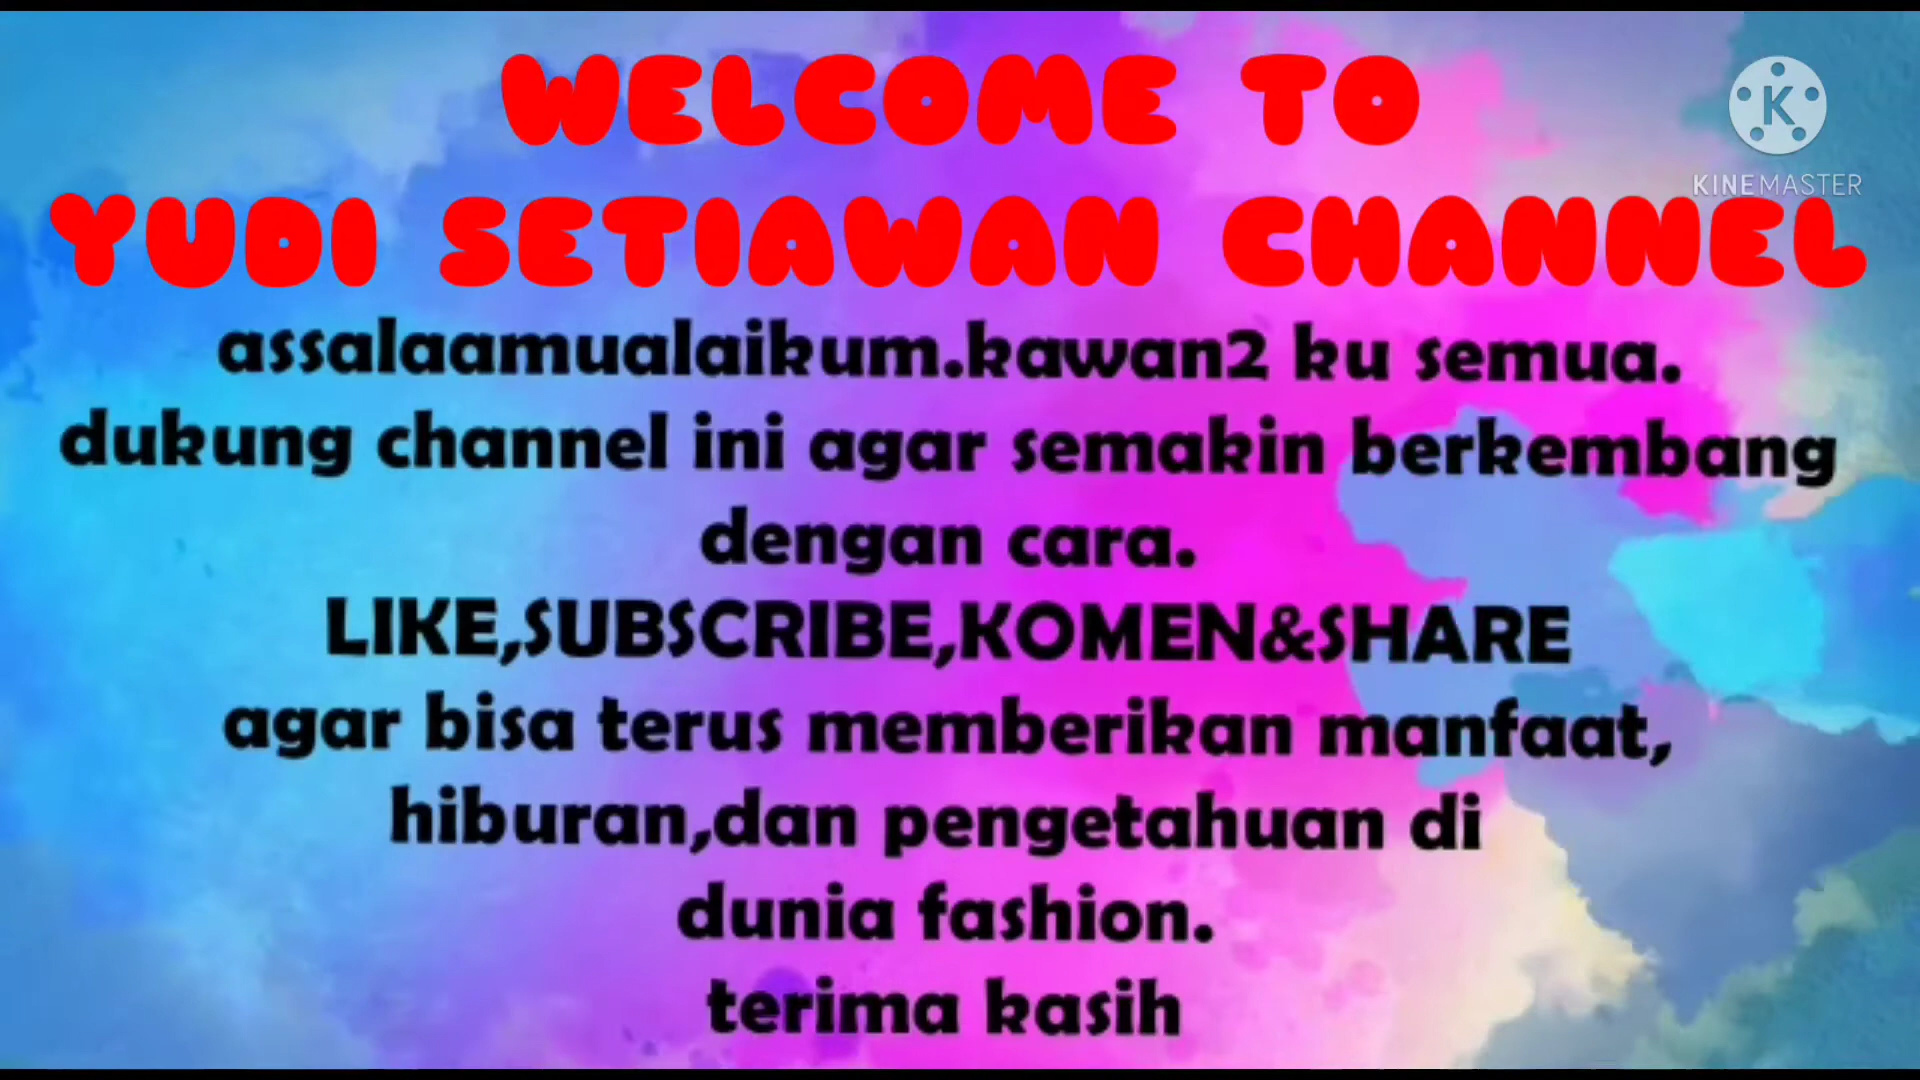 WELCOME TO
YUDI SETIAWAN CHANNEL
K
KINEMASTER
assalaamualaikum.kawan2 ku semua.
dukung channel ini agar semakin berkembang
dengan cara.
LIKE,SUBSCRIBE,KOMEN&SHARE
agar bisa terus memberikan manfaat,
hiburan,dan pengetahuan di
dunia fashion.
terima kasih